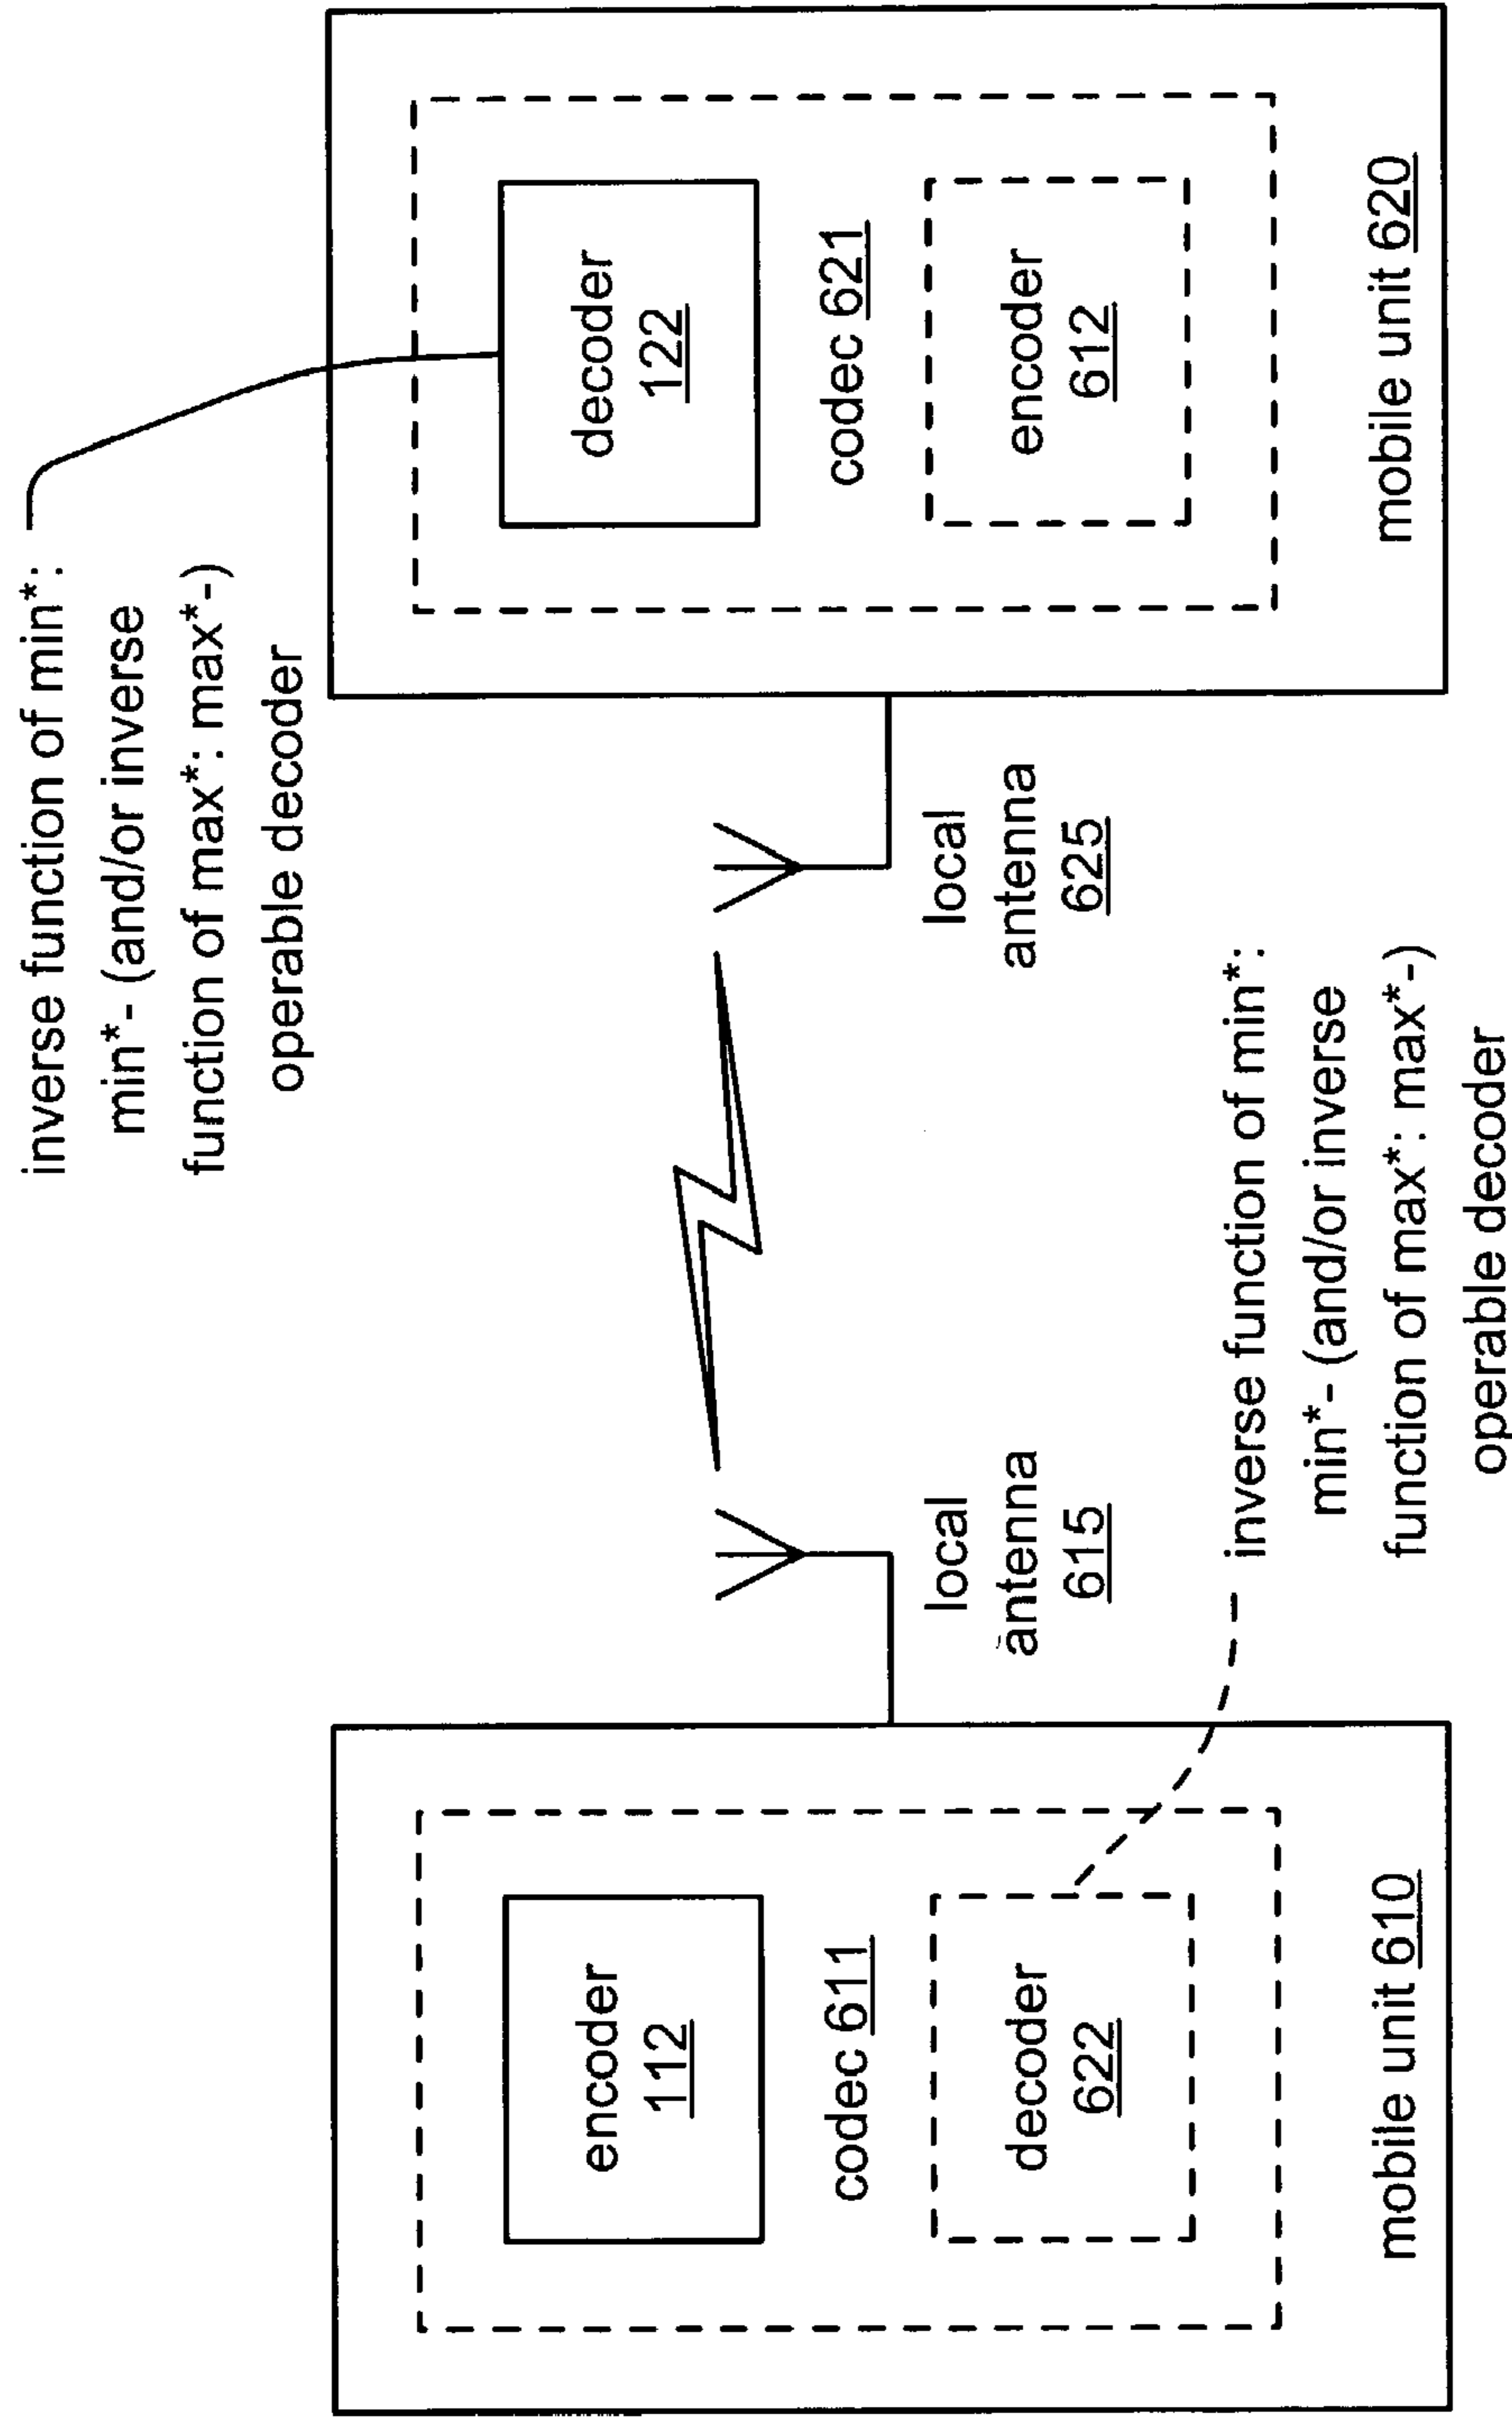 inverse function of min*:
min*- (and/or inverse
function of max*: max*-)
operable decoder
encoder
112
codec 611
decoder
622
mobile unit 610
local
antenna
615
local
antenna
625
decoder
122
codec 621
encoder
612
mobile unit 620
inverse function of min*:
min*- (and/or inverse
function of max*: max*-)
operable decoder